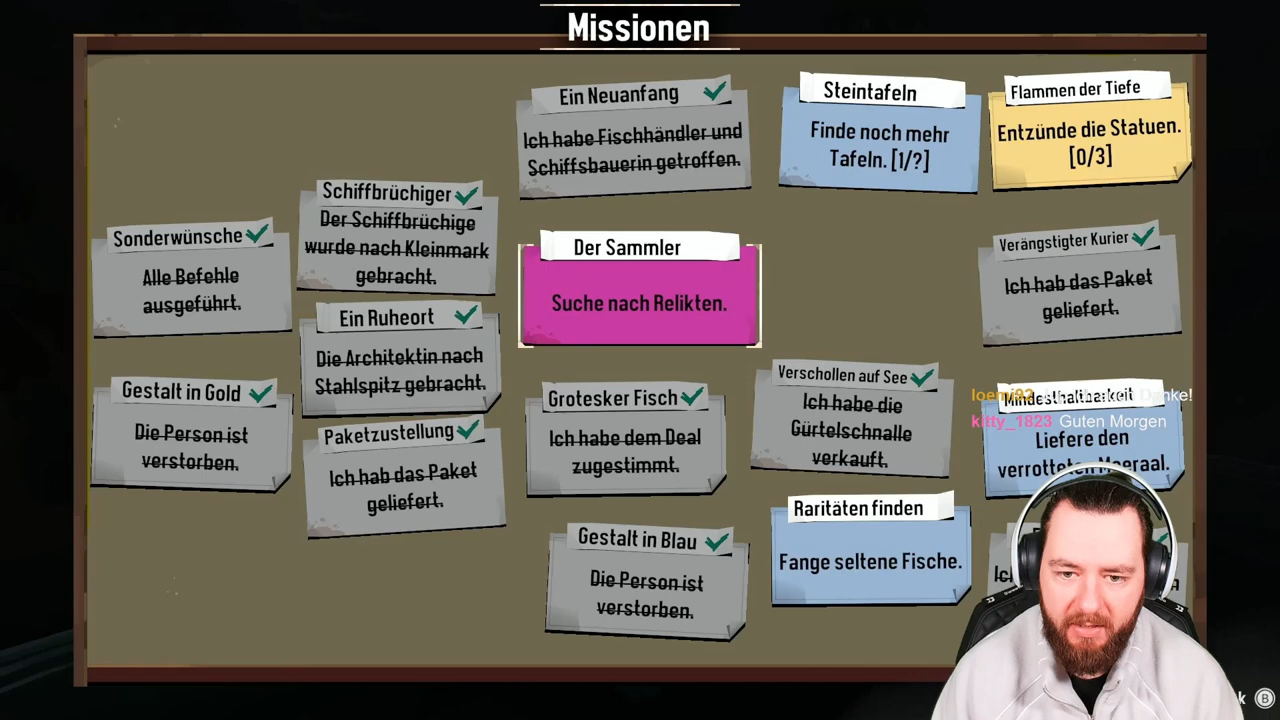 Missionen
Ein Neuanfang
Ich habe Fischhändler und
Schiffsbauerin getroffen.
Steintafeln
Finde noch mehr
Tafeln. [1/?]
Flammen der Tiefe
Entzünde die Statuen.
[0/3]
Schiffbrüchiger
Der Schiffbrüchige
wurde nach Kleinmark
gebracht.
Sonderwünsche
Alle Befehle
ausgeführt.
Der Sammler
Suche nach Relikten.
Verängstigter Kurier
Ich hab das Paket
geliefert.
Ein Ruheort
Die Architektin nach
Stahlspitz gebracht.
Gestalt in Gold
Die Person ist
verstorben.
Grotesker Fisch
Ich habe dem Deal
zugestimmt.
Verschollen auf See
Ich habe die
Gürtelschnalle
verkauft.
Mindesthaltbarkeit
Liefere den
verrotteten Meeraal.
kitty_1823 Guten Morgen
Paketzustellung
Ich hab das Paket
geliefert.
Raritäten finden
Fange seltene Fische.
Gestalt in Blau
Die Person ist
verstorben.
B